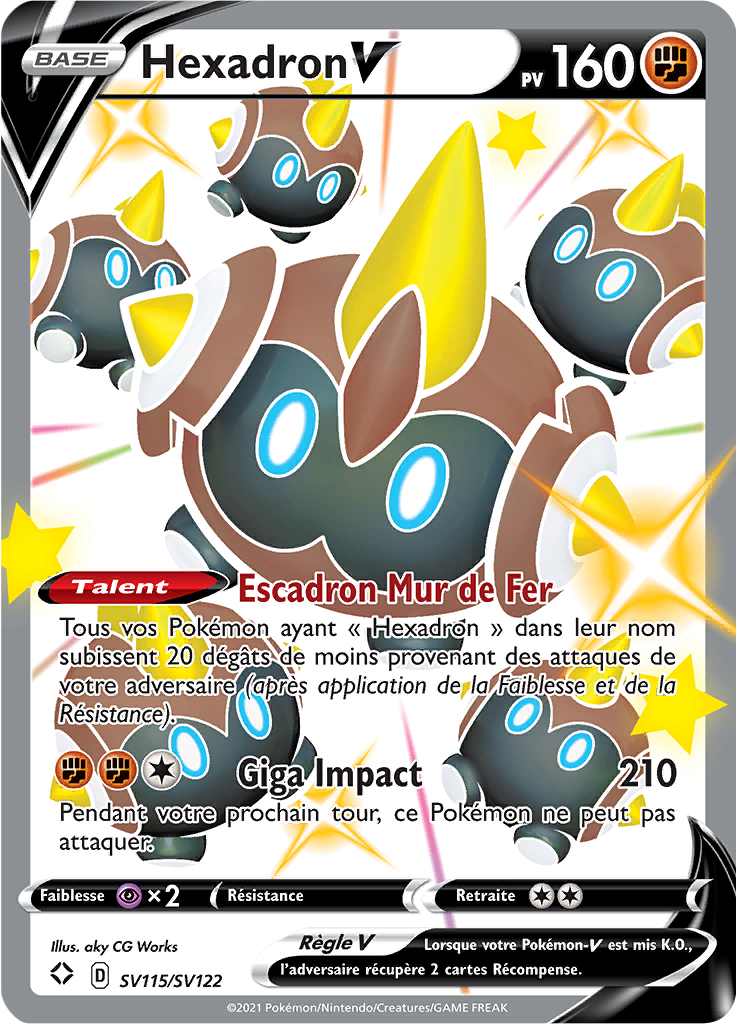 BASE Hexadron V PV 160
Talent Escadron Mur de Fer
Tous vos Pokémon ayant « Hexadron » dans leur nom
subissent 20 dégâts de moins provenant des attaques de
votre adversaire (après application de la Faiblesse et de la
Résistance).
Giga Impact 210
Pendant votre prochain tour, ce Pokémon ne peut pas
attaquer.
Faiblesse ×2 Résistance Retraite
Illus. aky CG Works
D SV115/SV122
Règle V Lorsque votre Pokémon-V est mis K.O.,
l'adversaire récupère 2 cartes Récompense.
©2021 Pokémon/Nintendo/Creatures/GAME FREAK